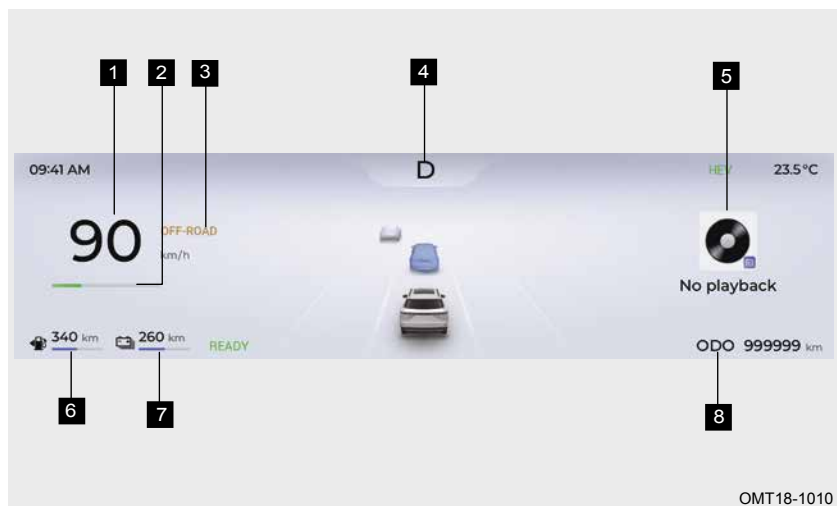 1 2 3 4 5
09:41 AM D HEV 23.5°C
90 OFF-ROAD
km/h
No playback
340 km 260 km READY ODO 999999 km
6 7 8
OMT18-1010